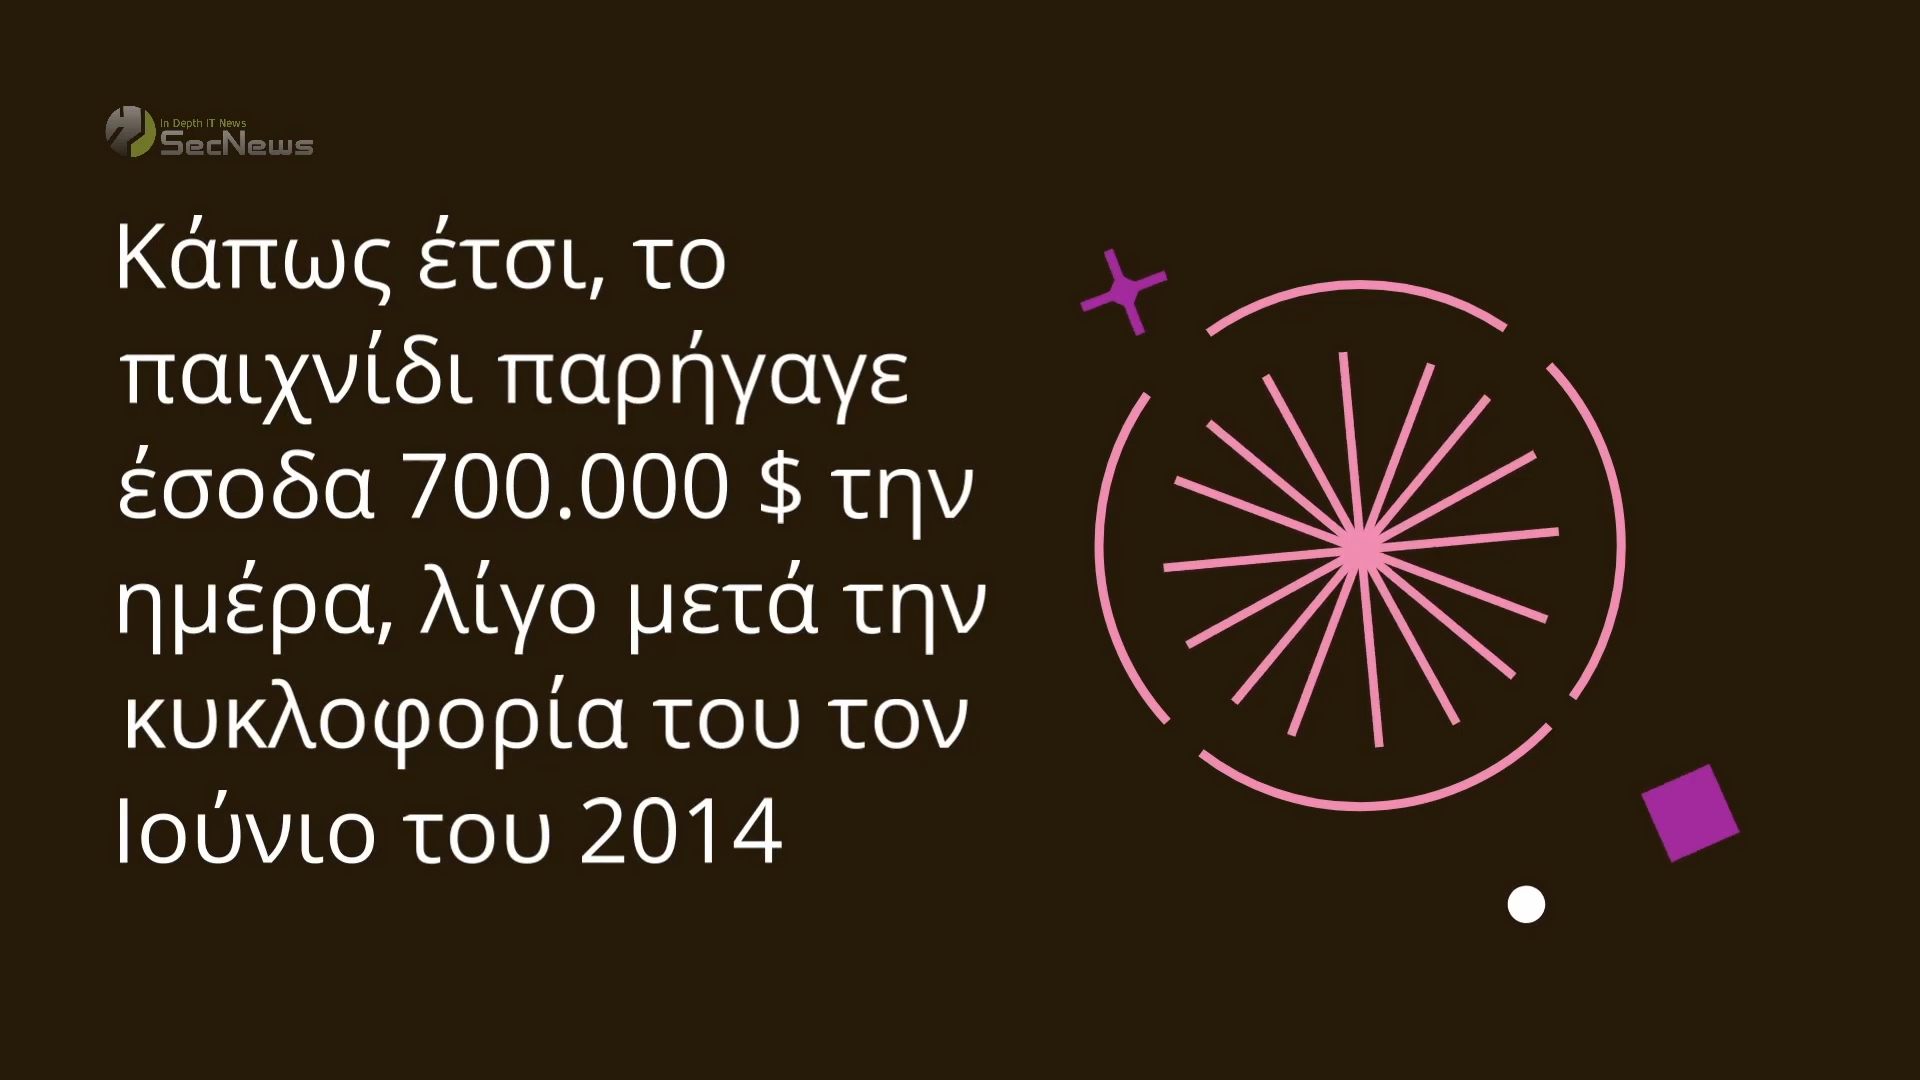 In Depth IT News
SecNews
Κάπως έτσι, το
παιχνίδι παρήγαγε
έσοδα 700.000 $ την
ημέρα, λίγο μετά την
κυκλοφορία του τον
Ιούνιο του 2014